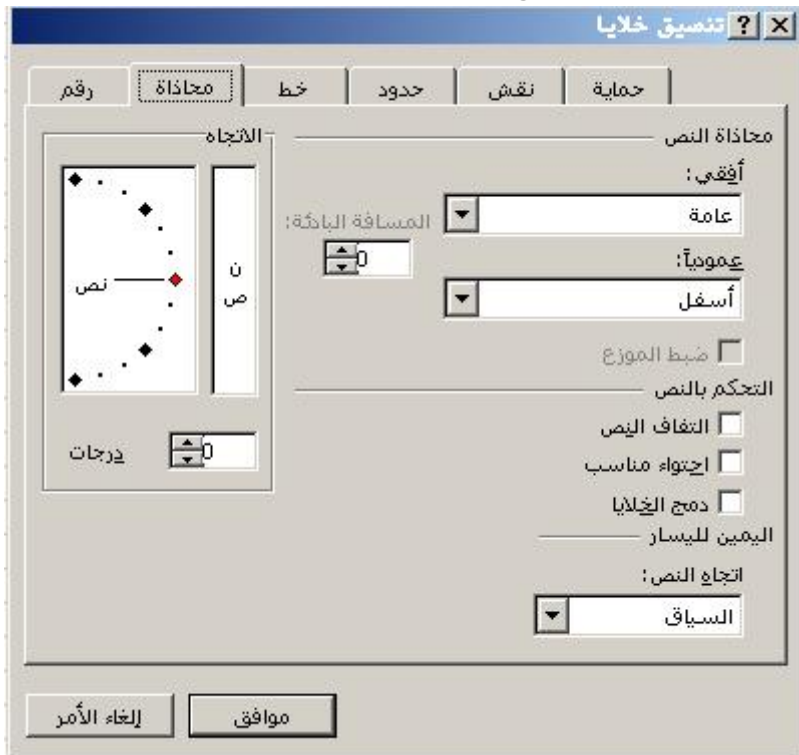 تنسيق خلايا
رقم
محاذاة
خط
حدود
نقش
حماية
محاذاة النص
أفقي:
عامة
المسافة البادئة:
0
عمودياً:
أسفل
ضبط الموزع
التحكم بالنص
التفاف النص
احتواء مناسب
دمج الخلايا
اليمين لليسار
اتجاه النص:
السياق
الاتجاه
ن
ص
نص
0
درجات
موافق
إلغاء الأمر